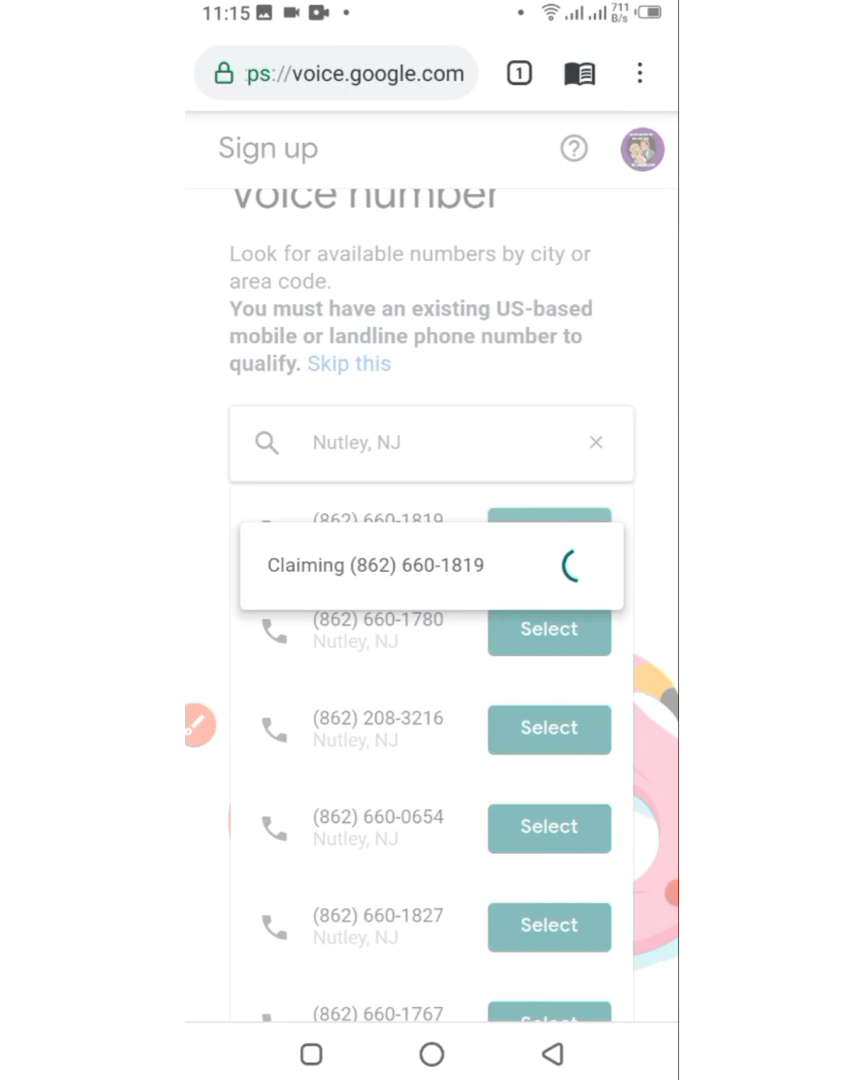 11:15
711
B/s
ps://voice.google.com
1
Sign up
Voice number
Look for available numbers by city or
area code.
You must have an existing US-based
mobile or landline phone number to
qualify. Skip this
Nutley, NJ
(862) 660-1819
Claiming (862) 660-1819
(862) 660-1780
Select
Nutley, NJ
(862) 208-3216
Select
Nutley, NJ
(862) 660-0654
Select
Nutley, NJ
(862) 660-1827
Select
Nutley, NJ
(862) 660-1767
Select